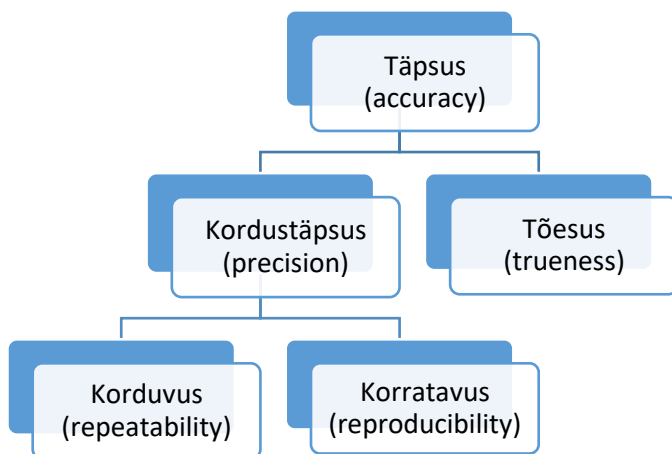 Täpsus
(accuracy)
Kordustäpsus
(precision)
Tõesus
(trueness)
Korduvus
(repeatability)
Korratavus
(reproducibility)